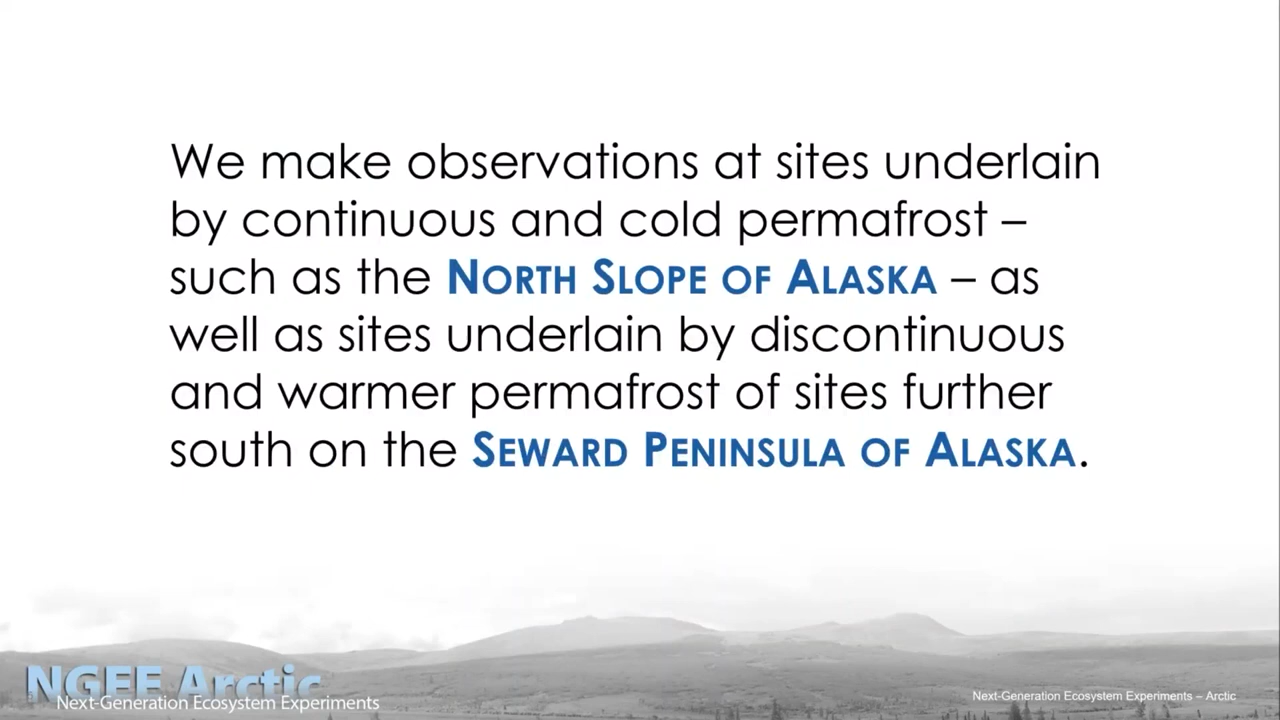 We make observations at sites underlain
by continuous and cold permafrost –
such as the NORTH SLOPE OF ALASKA – as
well as sites underlain by discontinuous
and warmer permafrost of sites further
south on the SEWARD PENINSULA OF ALASKA.
NGEE Arctic
Next-Generation Ecosystem Experiments
Next-Generation Ecosystem Experiments – Arctic